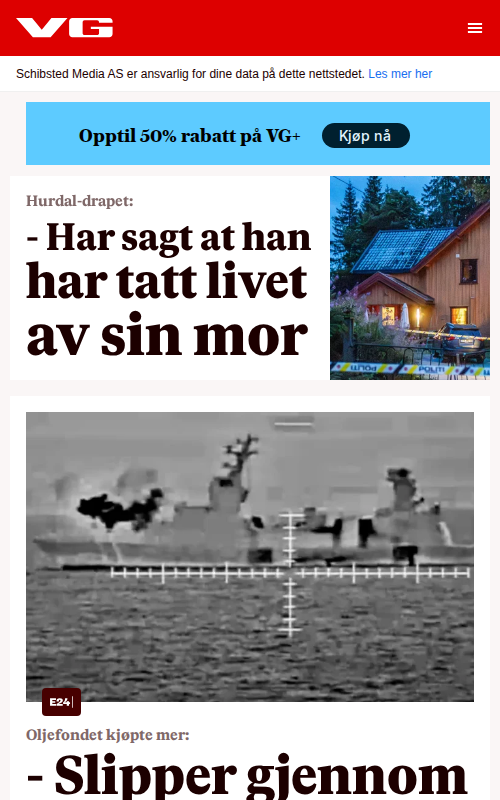 VG
Schibsted Media AS er ansvarlig for dine data på dette nettstedet. Les mer her
Opptil 50% rabatt på VG+
Kjøp nå
Hurdal-drapet:
- Har sagt at han
har tatt livet
av sin mor
POLITI
E24
Oljefondet kjøpte mer:
- Slipper gjennom